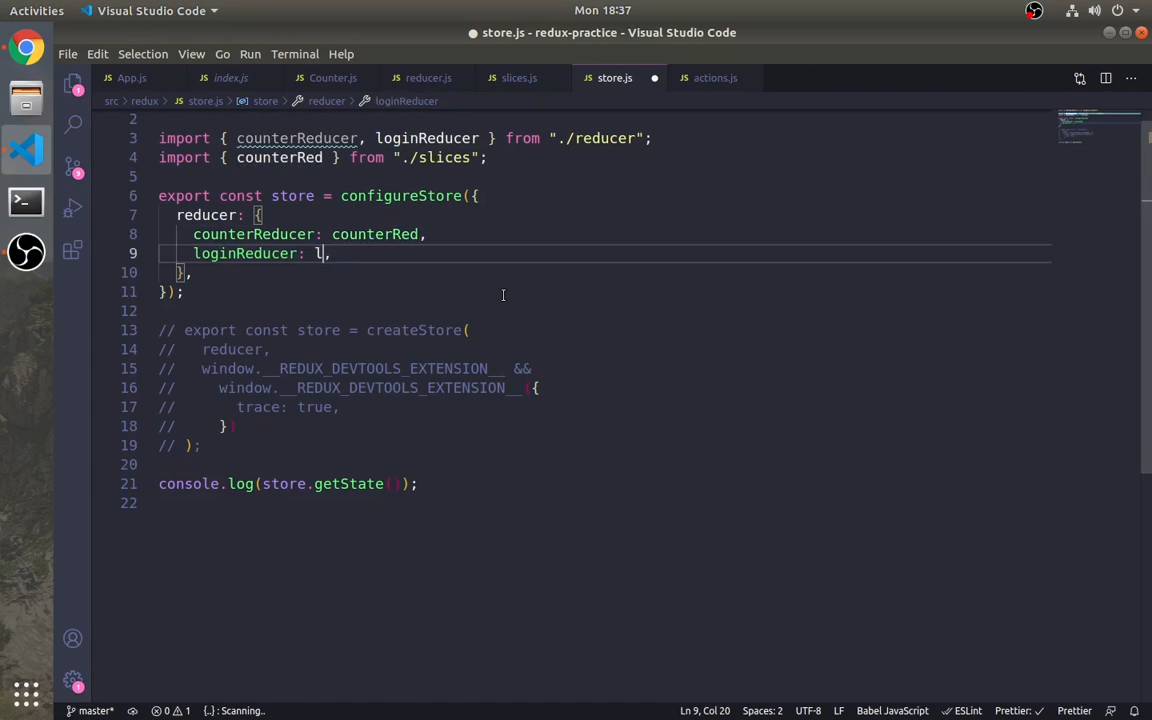 Activities
Visual Studio Code
Mon 18:37
store.js - redux-practice - Visual Studio Code
File Edit Selection View Go Run Terminal Help
App.js index.js Counter.js reducer.js slices.js store.js actions.js
src > redux > store.js > store > reducer > loginReducer
2
3 import { counterReducer, loginReducer } from "./reducer";
4 import { counterRed } from "./slices";
5
6 export const store = configureStore({
7 reducer: {
8 counterReducer: counterRed,
9 loginReducer: l,
10 },
11 });
12
13 // export const store = createStore(
14 // reducer,
15 // window.__REDUX_DEVTOOLS_EXTENSION__ &&
16 // window.__REDUX_DEVTOOLS_EXTENSION__({
17 // trace: true,
18 // })
19 // );
20
21 console.log(store.getState());
22
1
9
1
master* 0 1 {..}: Scanning.. Ln 9, Col 20 Spaces: 2 UTF-8 LF Babel JavaScript ESLint Prettier: Prettier